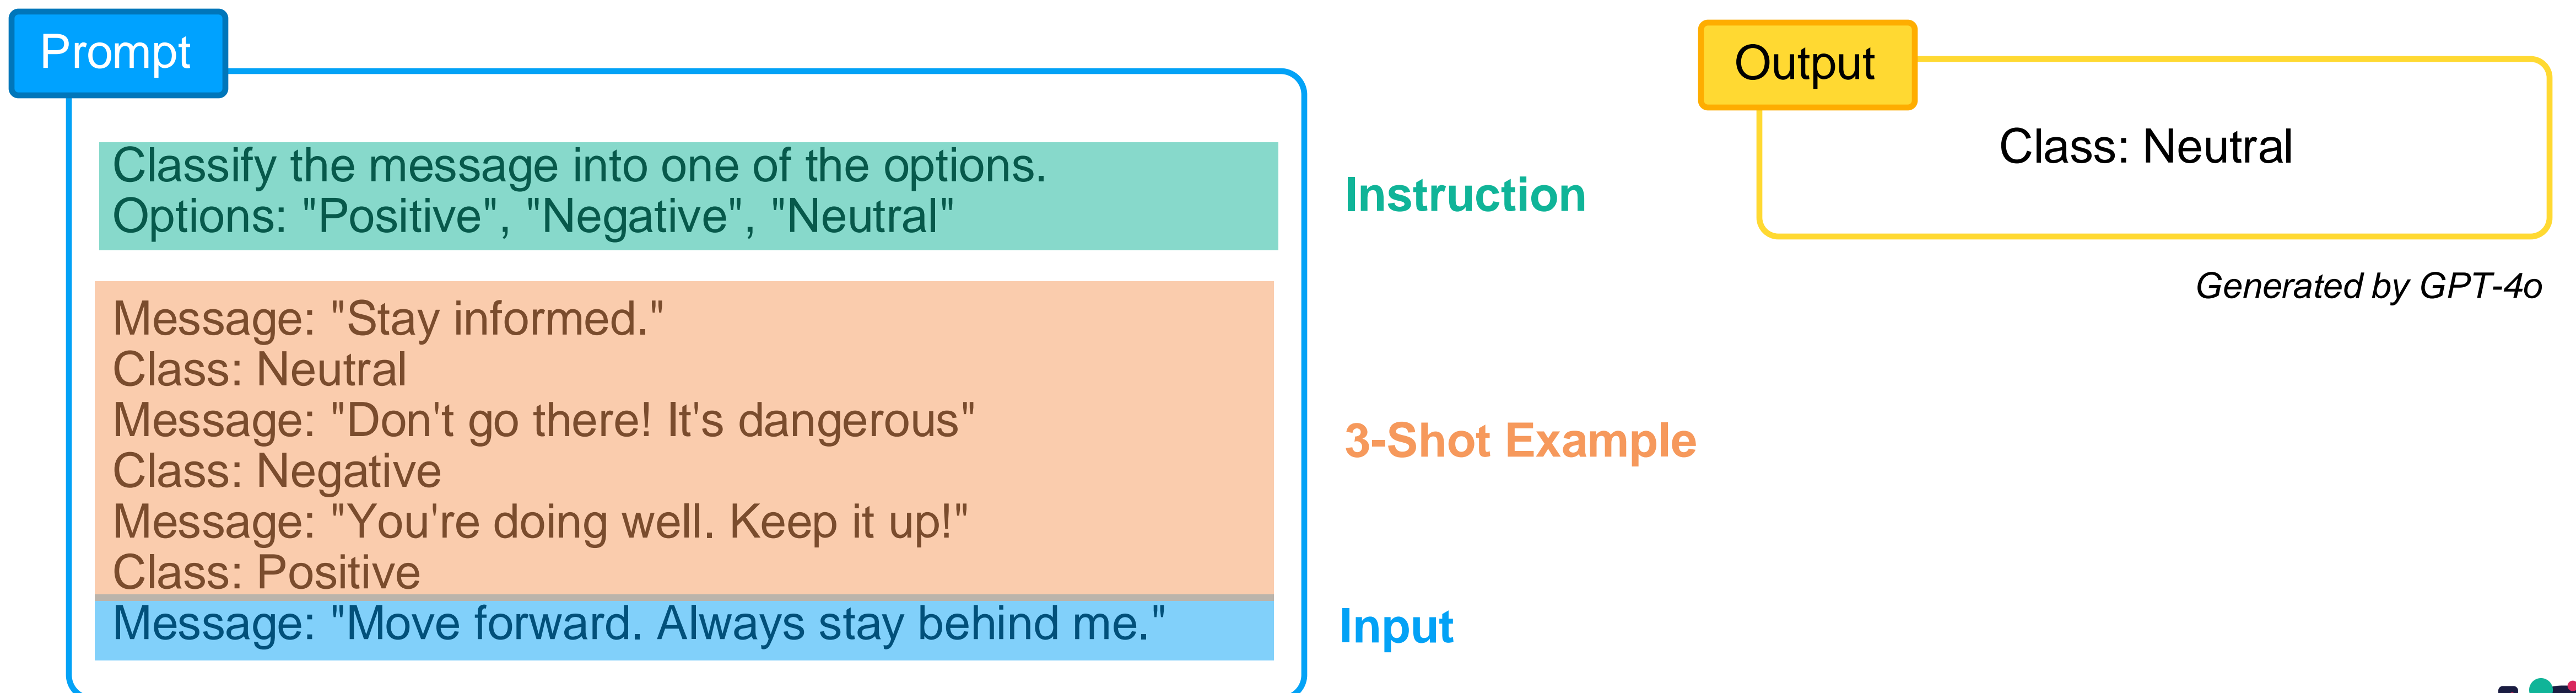 Prompt
Classify the message into one of the options.
Options: "Positive", "Negative", "Neutral"
Instruction
Message: "Stay informed."
Class: Neutral
Message: "Don't go there! It's dangerous"
Class: Negative
Message: "You're doing well. Keep it up!"
Class: Positive
3-Shot Example
Message: "Move forward. Always stay behind me."
Input
Output
Class: Neutral
Generated by GPT-4o